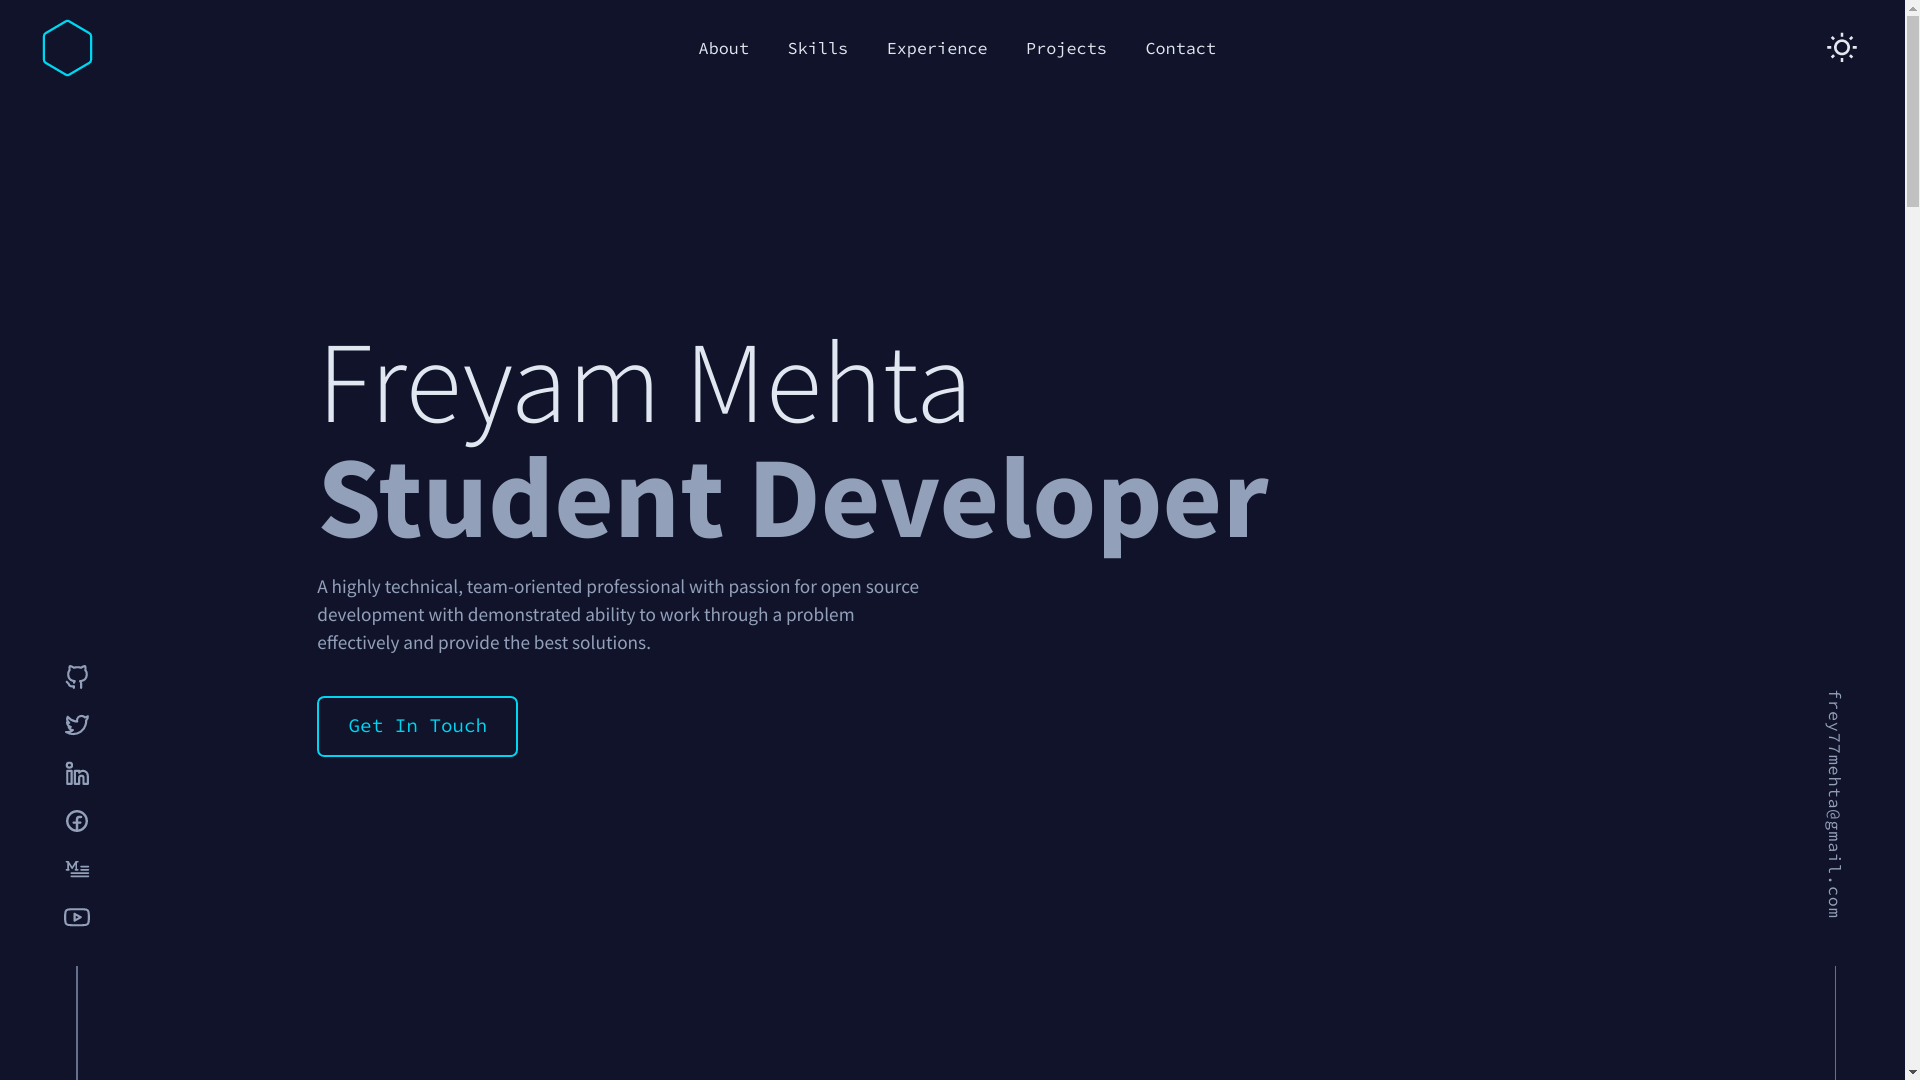 About
Skills
Experience
Projects
Contact
Freyam Mehta
Student Developer
A highly technical, team-oriented professional with passion for open source
development with demonstrated ability to work through a problem
effectively and provide the best solutions.
Get In Touch
frey77mehta@gmail.com